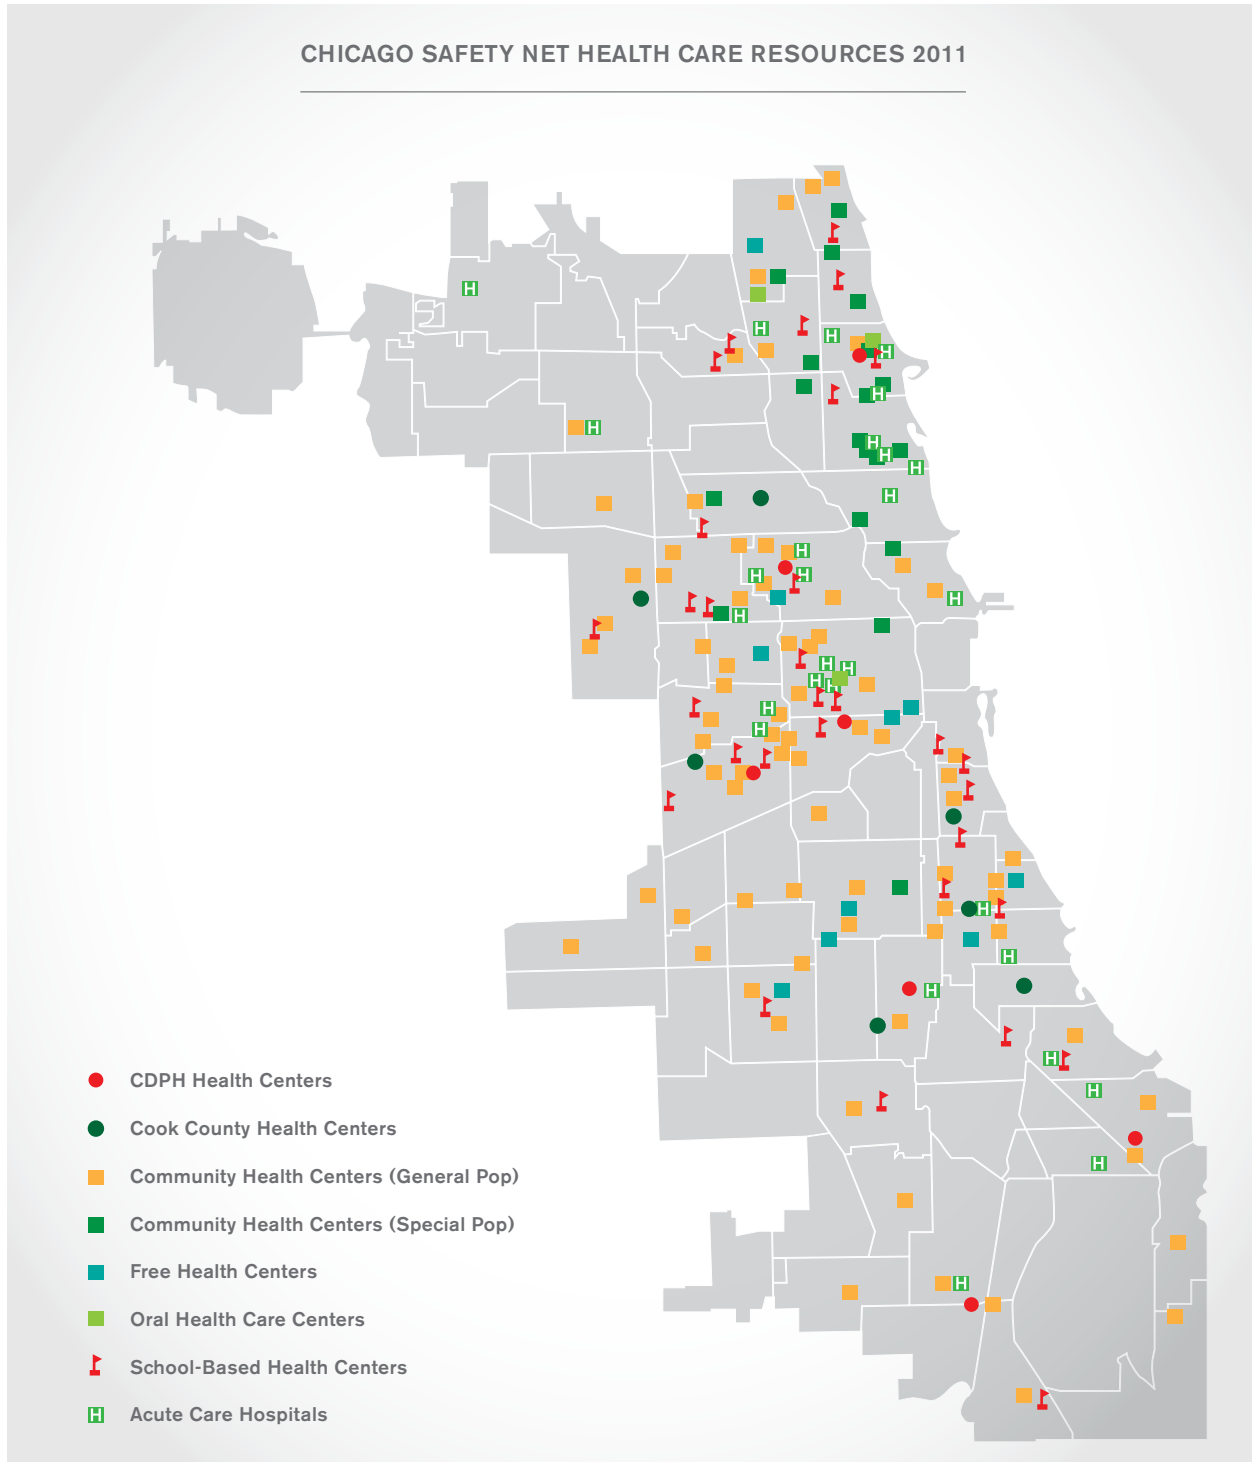 CHICAGO SAFETY NET HEALTH CARE RESOURCES 2011
CDPH Health Centers
Cook County Health Centers
Community Health Centers (General Pop)
Community Health Centers (Special Pop)
Free Health Centers
Oral Health Care Centers
School-Based Health Centers
H Acute Care Hospitals